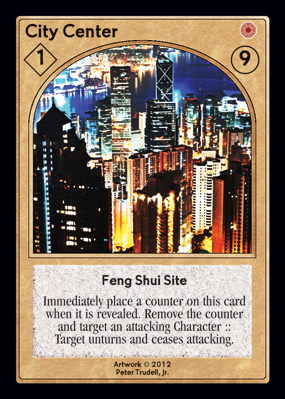 City Center
1
9
Feng Shui Site
Immediately place a counter on this card
when it is revealed. Remove the counter
and target an attacking Character ::
Target unturns and ceases attacking.
Artwork © 2012
Peter Trudell, Jr.